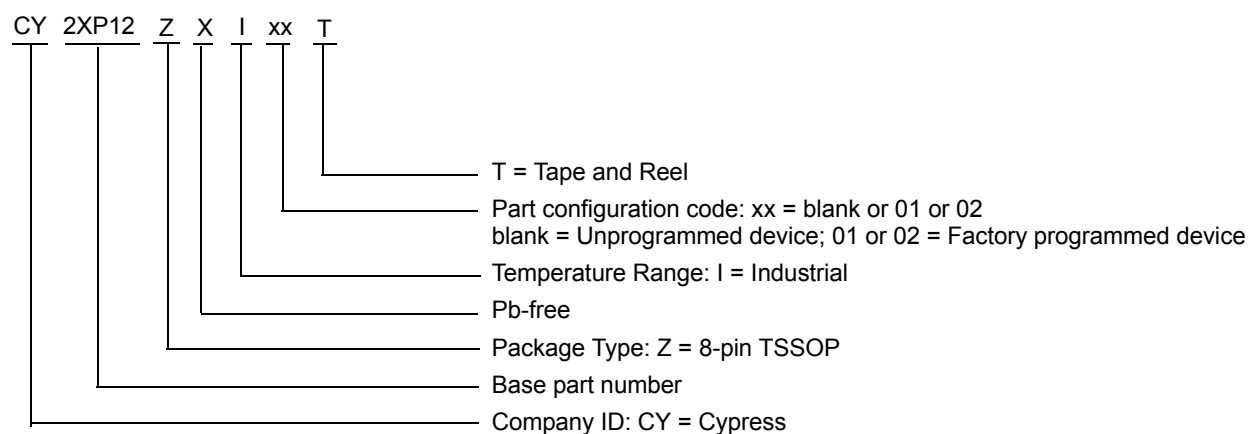 CY 2XP12 Z X I xx T
T = Tape and Reel
Part configuration code: xx = blank or 01 or 02
blank = Unprogrammed device; 01 or 02 = Factory programmed device
Temperature Range: I = Industrial
Pb-free
Package Type: Z = 8-pin TSSOP
Base part number
Company ID: CY = Cypress